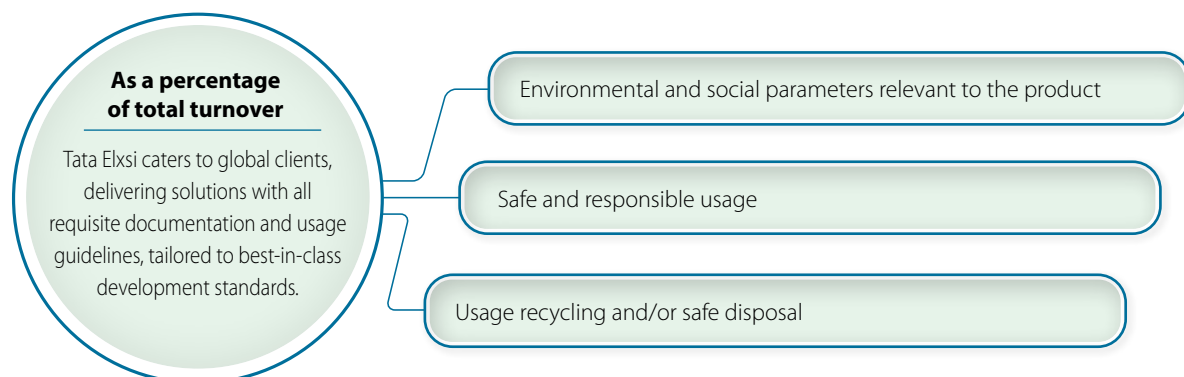 As a percentage
of total turnover
Tata Elxsi caters to global clients,
delivering solutions with all
requisite documentation and usage
guidelines, tailored to best-in-class
development standards.
Environmental and social parameters relevant to the product
Safe and responsible usage
Usage recycling and/or safe disposal